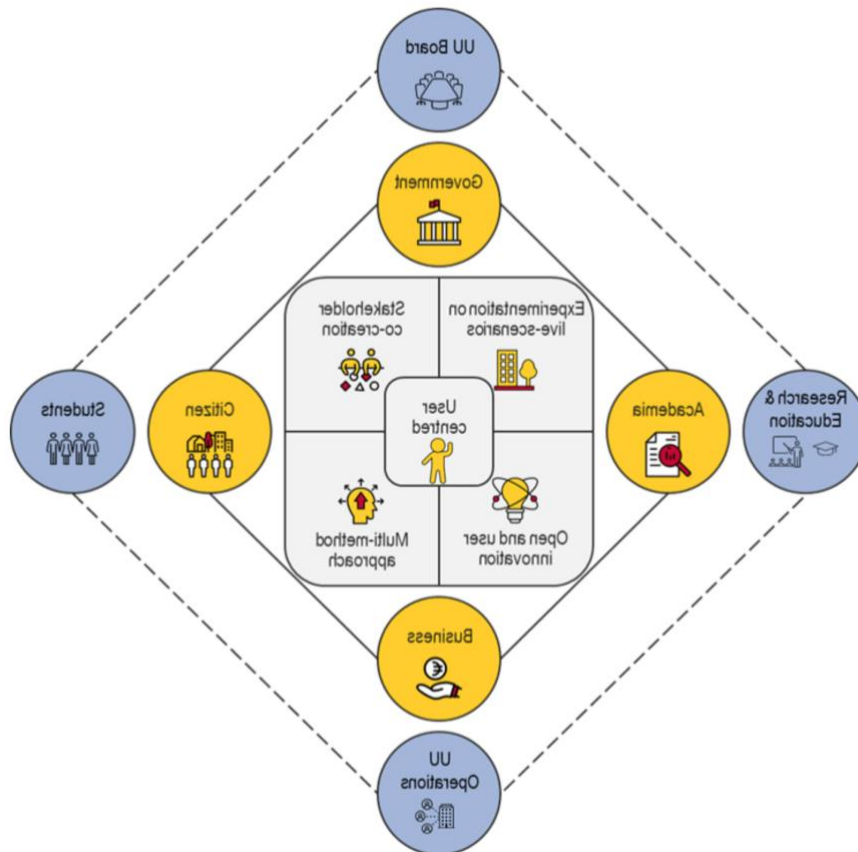 UU Board
Government
Stakeholder
co-creation
Experimentation on
live-scenarios
Students
Citizen
User
centred
Academia
Research &
Education
Multi-method
approach
Open and user
innovation
Business
UU
Operations